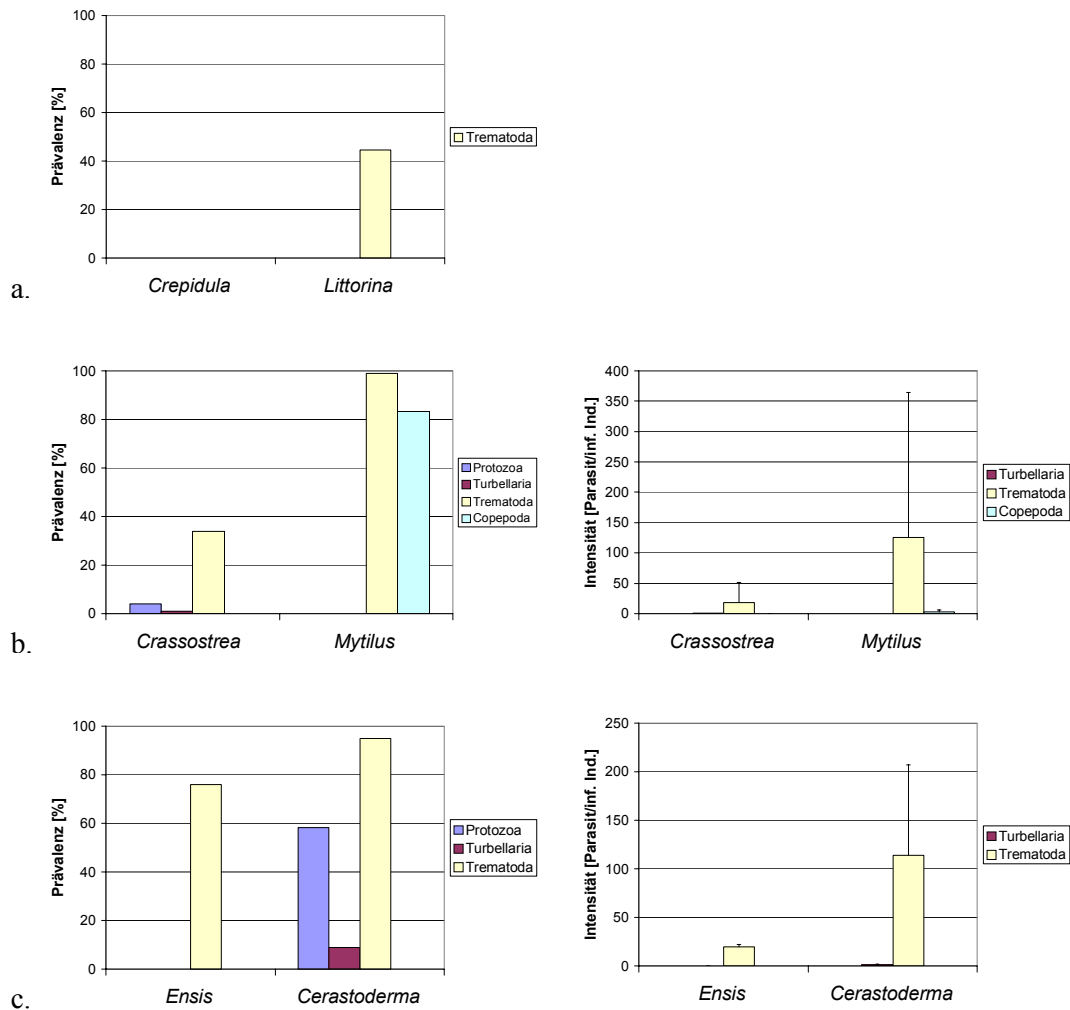 100
80
60
40
20
0
Prävalenz [%]
Crepidula Littorina
Trematoda
a.
100
80
60
40
20
0
Prävalenz [%]
Crassostrea Mytilus
Protozoa
Turbellaria
Trematoda
Copepoda
400
350
300
250
200
150
100
50
0
Intensität [Parasit/inf. Ind.]
Crassostrea Mytilus
Turbellaria
Trematoda
Copepoda
b.
100
80
60
40
20
0
Prävalenz [%]
Ensis Cerastoderma
Protozoa
Turbellaria
Trematoda
250
200
150
100
50
0
Intensität [Parasit/inf. Ind.]
Ensis Cerastoderma
Turbellaria
Trematoda
c.